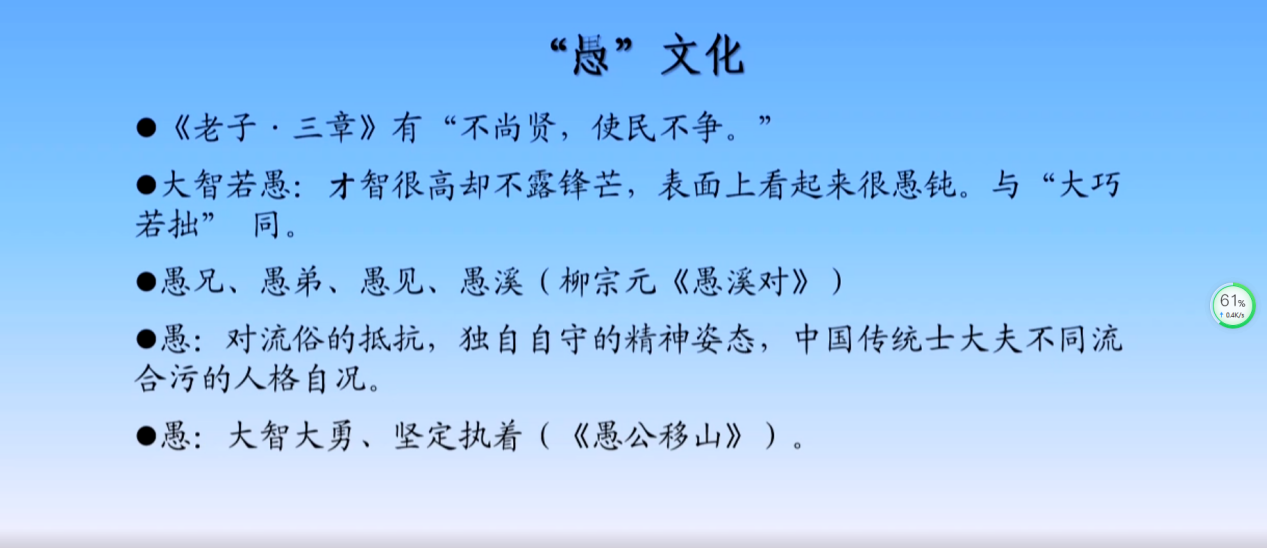 “愚”文化
●《老子·三章》有“不尚贤，使民不争。”
●大智若愚：才智很高却不露锋芒，表面上看起来很愚钝。与“大巧
若拙” 同。
●愚兄、愚弟、愚见、愚溪（柳宗元《愚溪对》）
●愚：对流俗的抵抗，独自自守的精神姿态，中国传统士大夫不同流
合污的人格自况。
●愚：大智大勇、坚定执着（《愚公移山》）。
61%
↑ 0.4K/s